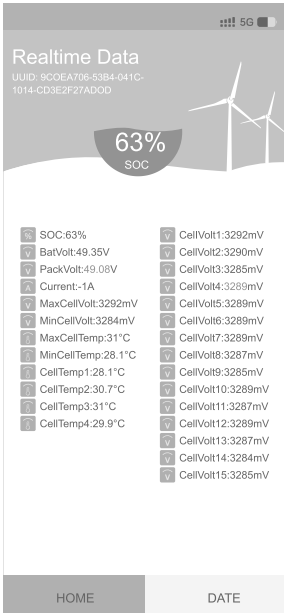 5G
Realtime Data
UUID: 9COEA706-53B4-041C-
1014-CD3E2F27ADOD
63%
SOC
SOC:63%
BatVolt:49.35V
PackVolt:49.08V
Current:-1A
MaxCellVolt:3292mV
MinCellVolt:3284mV
MaxCellTemp:31°C
MinCellTemp:28.1°C
CellTemp1:28.1°C
CellTemp2:30.7°C
CellTemp3:31°C
CellTemp4:29.9°C
CellVolt1:3292mV
CellVolt2:3290mV
CellVolt3:3285mV
CellVolt4:3289mV
CellVolt5:3289mV
CellVolt6:3289mV
CellVolt7:3289mV
CellVolt8:3287mV
CellVolt9:3285mV
CellVolt10:3289mV
CellVolt11:3287mV
CellVolt12:3289mV
CellVolt13:3287mV
CellVolt14:3284mV
CellVolt15:3285mV
HOME
DATE